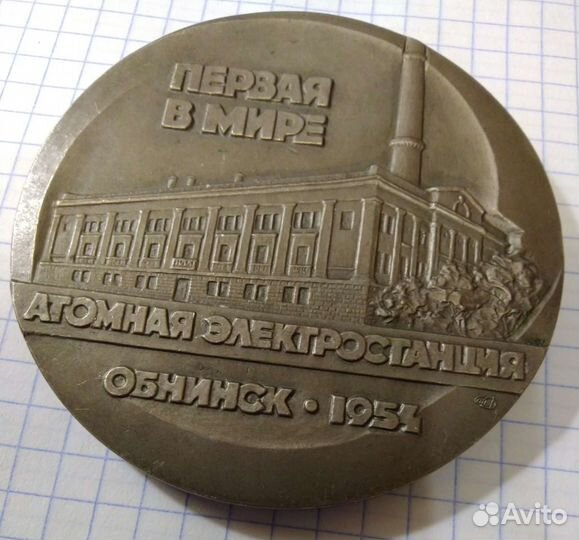 ПЕРВАЯ
В МИРЕ
АТОМНАЯ ЭЛЕКТРОСТАНЦИЯ
ОБНИНСК • 1954
Avito